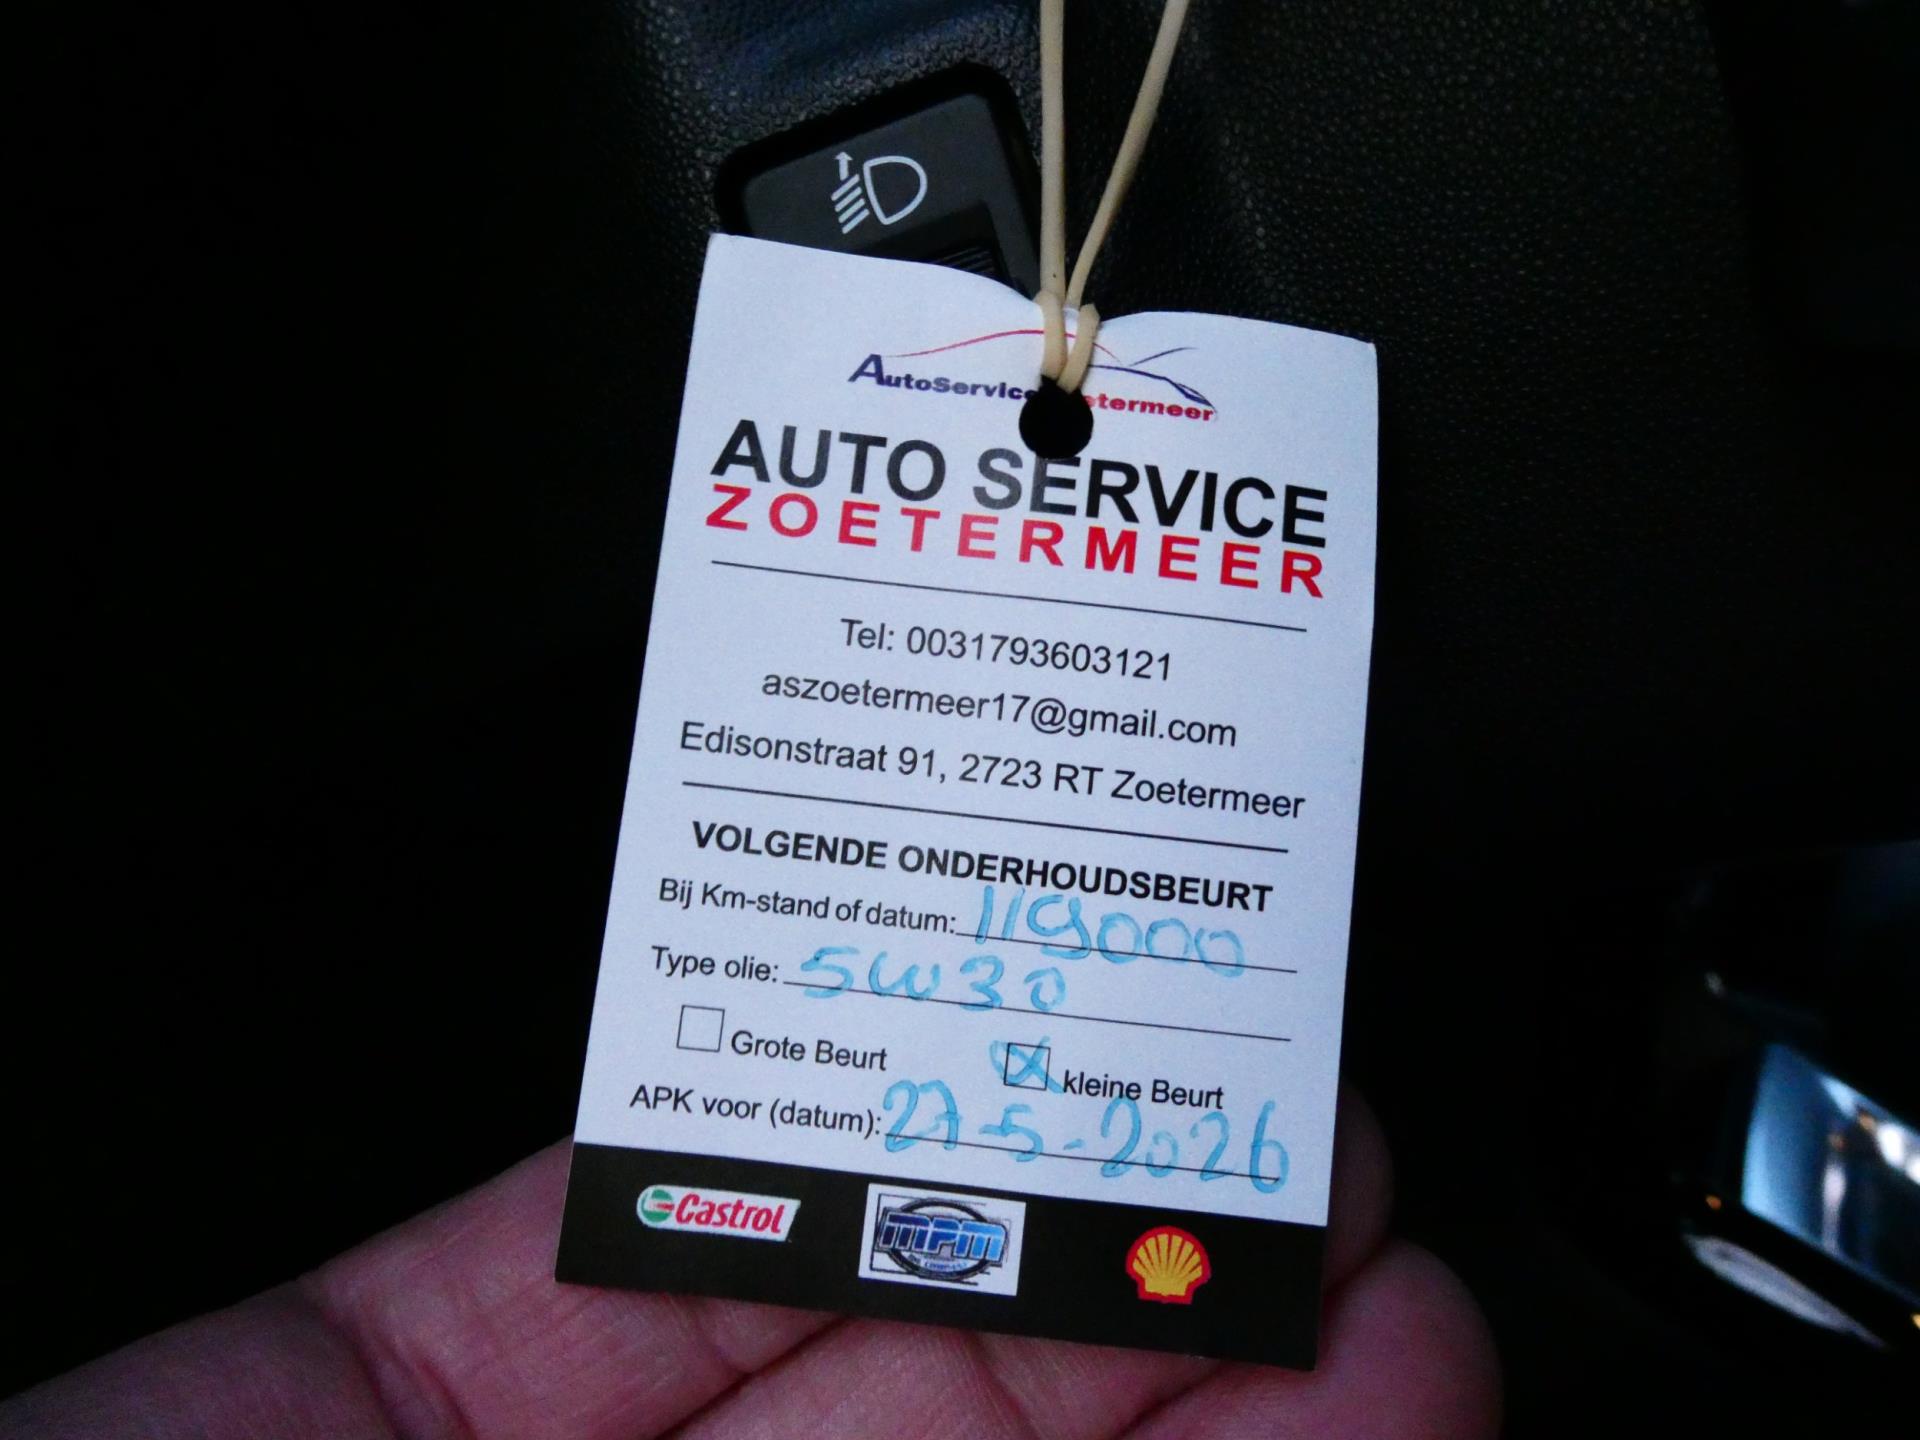 AutoService Zoetermeer
AUTO SERVICE
ZOETERMEER
Tel: 0031793603121
aszoetermeer17@gmail.com
Edisonstraat 91, 2723 RT Zoetermeer
VOLGENDE ONDERHOUDSBEURT
Bij Km-stand of datum: 119000
Type olie: 5w30
Grote Beurt kleine Beurt
APK voor (datum): 27-5-2026
Castrol MPM